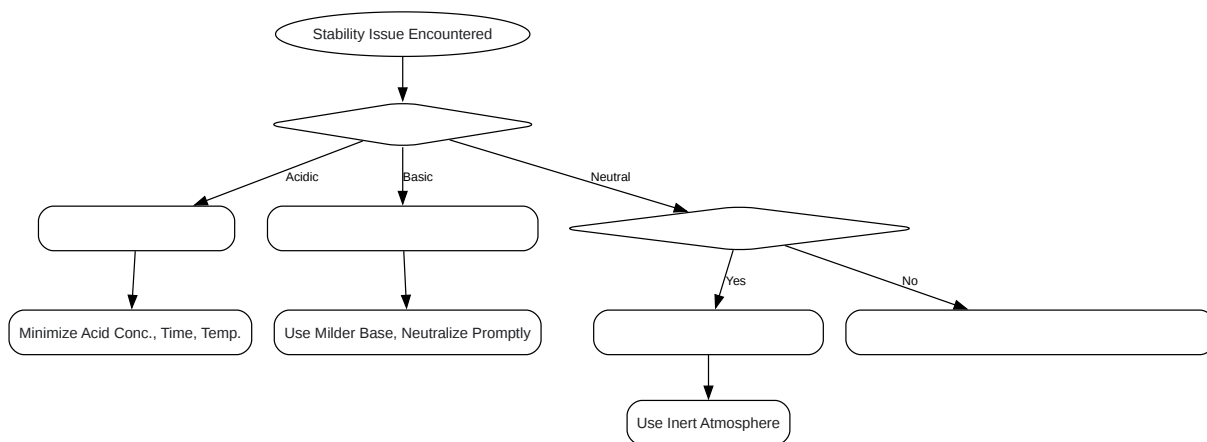 Stability Issue Encountered
Acidic
Basic
Neutral
Yes
No
Minimize Acid Conc., Time, Temp.
Use Milder Base, Neutralize Promptly
Use Inert Atmosphere